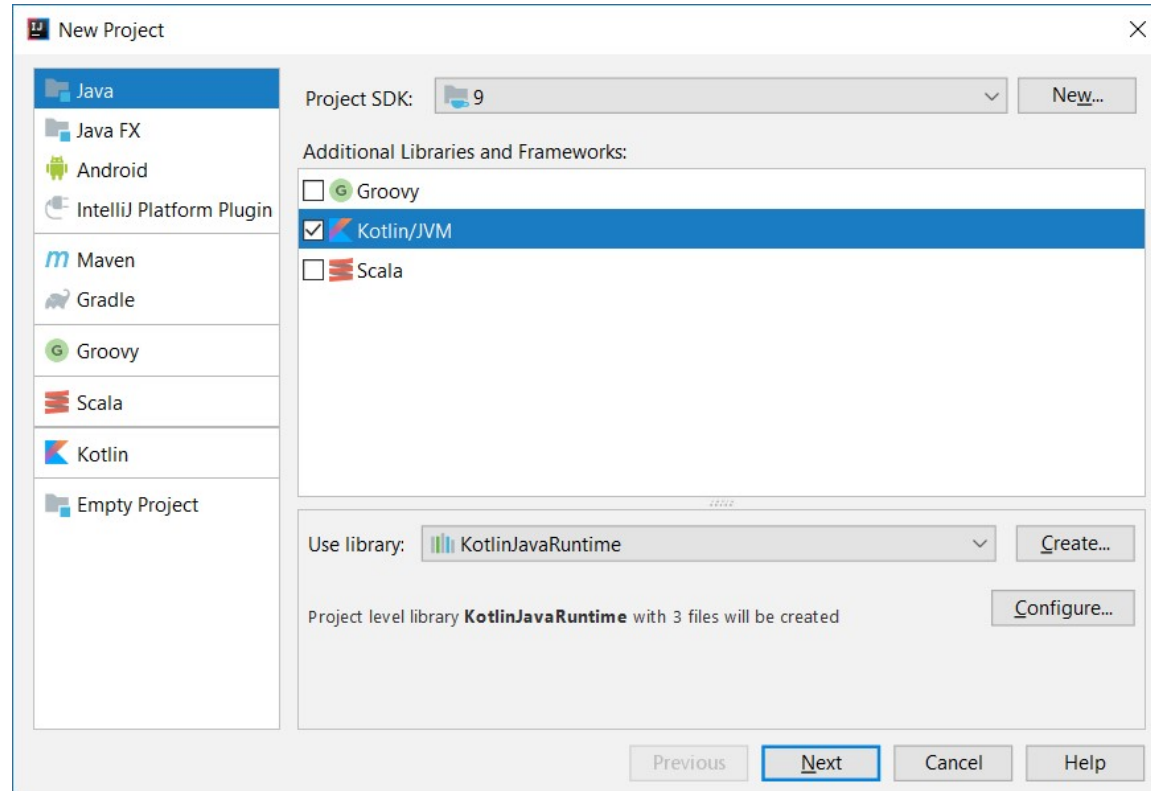 New Project
Java
Java FX
Android
IntelliJ Platform Plugin
Maven
Gradle
Groovy
Scala
Kotlin
Empty Project
Project SDK: 9 New...
Additional Libraries and Frameworks:
Groovy
Kotlin/JVM
Scala
Use library: KotlinJavaRuntime Create...
Project level library KotlinJavaRuntime with 3 files will be created Configure...
Previous Next Cancel Help